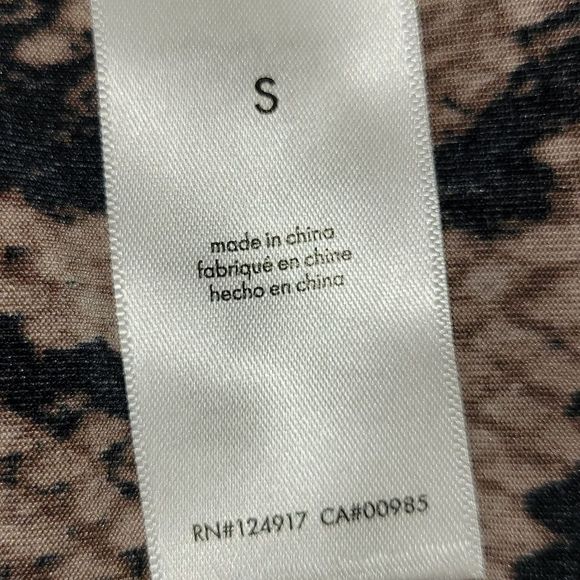 S
made in china
fabriqué en chine
hecho en china
RN#124917 CA#00985